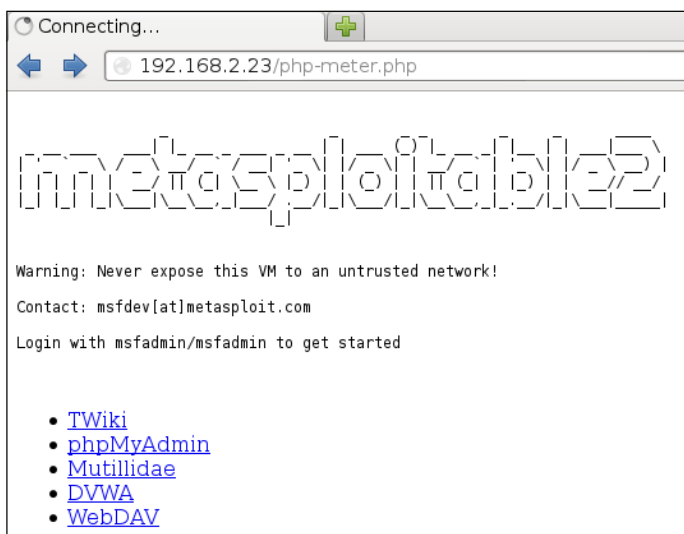 Connecting...
192.168.2.23/php-meter.php
metasploitable2
Warning: Never expose this VM to an untrusted network!
Contact: msfdev[at]metasploit.com
Login with msfadmin/msfadmin to get started
• TWiki
• phpMyAdmin
• Mutillidae
• DVWA
• WebDAV